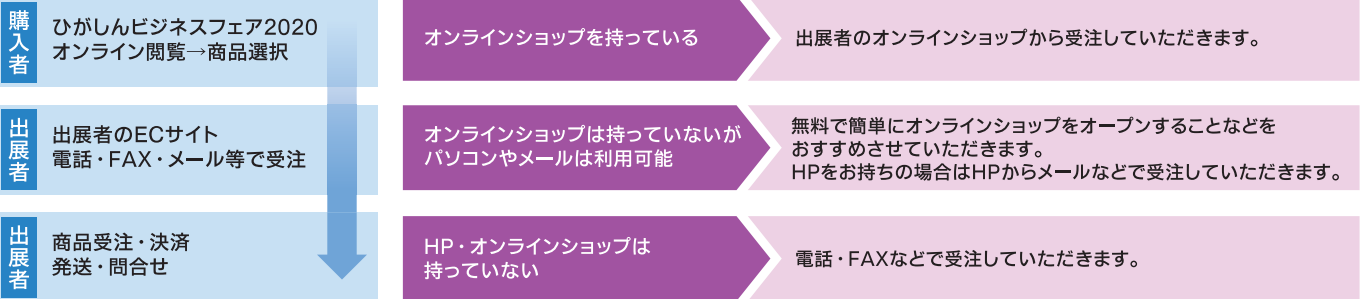 購入者
ひがしんビジネスフェア2020
オンライン閲覧→商品選択
出展者
出展者のECサイト
電話・FAX・メール等で受注
出展者
商品受注・決済
発送・問合せ
オンラインショップを持っている
出展者のオンラインショップから受注していただきます。
オンラインショップは持っていないが
パソコンやメールは利用可能
無料で簡単にオンラインショップをオープンすることなどを
おすすめさせていただきます。
HPをお持ちの場合はHPからメールなどで受注していただきます。
HP・オンラインショップは
持っていない
電話・FAXなどで受注していただきます。